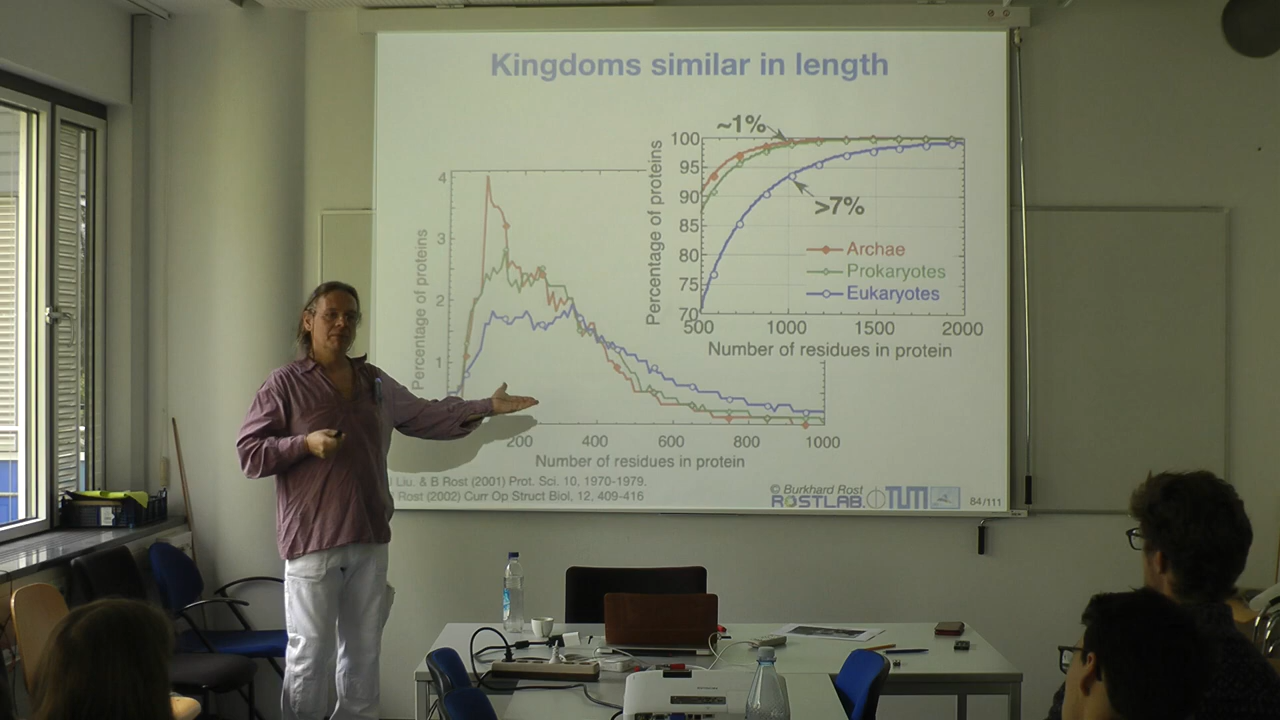 Kingdoms similar in length
~1%
100
95
90
85
80
75
70
Percentage of proteins
>7%
Archae
Prokaryotes
Eukaryotes
500 1000 1500 2000
Number of residues in protein
4
3
2
1
Percentage of proteins
200 400 600 800 1000
Number of residues in protein
Liu. & B Rost (2001) Prot. Sci. 10, 1970-1979.
Rost (2002) Curr Op Struct Biol, 12, 409-416
© Burkhard Rost
ROSTLAB. TUM
84/111